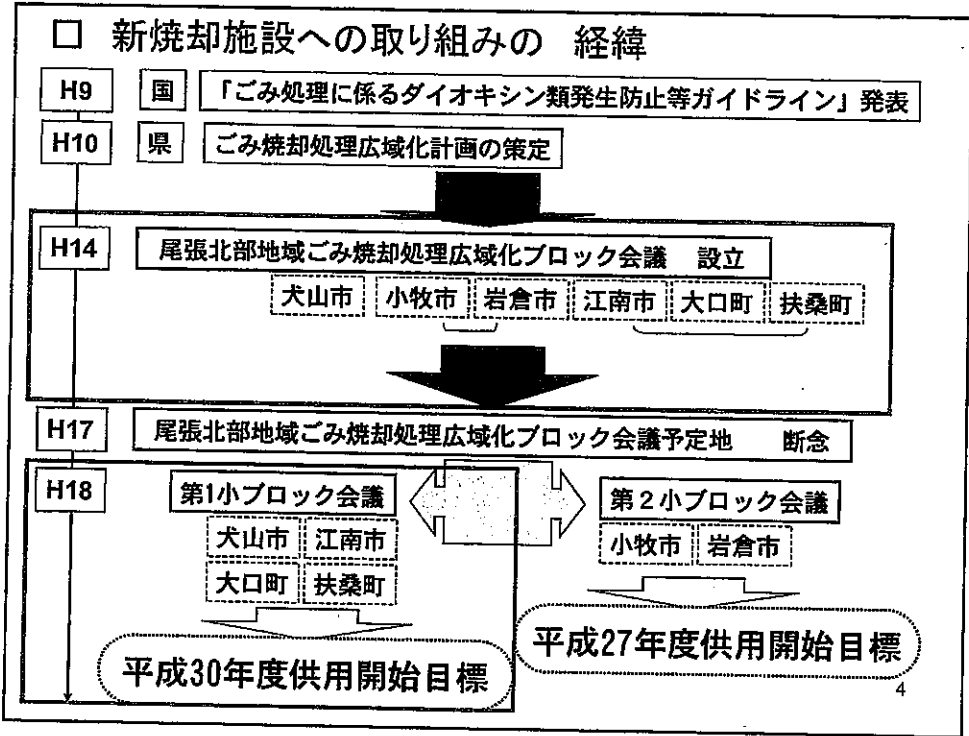 □ 新焼却施設への取り組みの 経緯
H9 国 「ごみ処理に係るダイオキシン類発生防止等ガイドライン」発表
H10 県 ごみ焼却処理広域化計画の策定
H14 尾張北部地域ごみ焼却処理広域化ブロック会議 設立
犬山市 小牧市 岩倉市 江南市 大口町 扶桑町
H17 尾張北部地域ごみ焼却処理広域化ブロック会議予定地 断念
H18 第1小ブロック会議 第２小ブロック会議
犬山市 江南市 小牧市 岩倉市
大口町 扶桑町
平成27年度供用開始目標
平成30年度供用開始目標
4